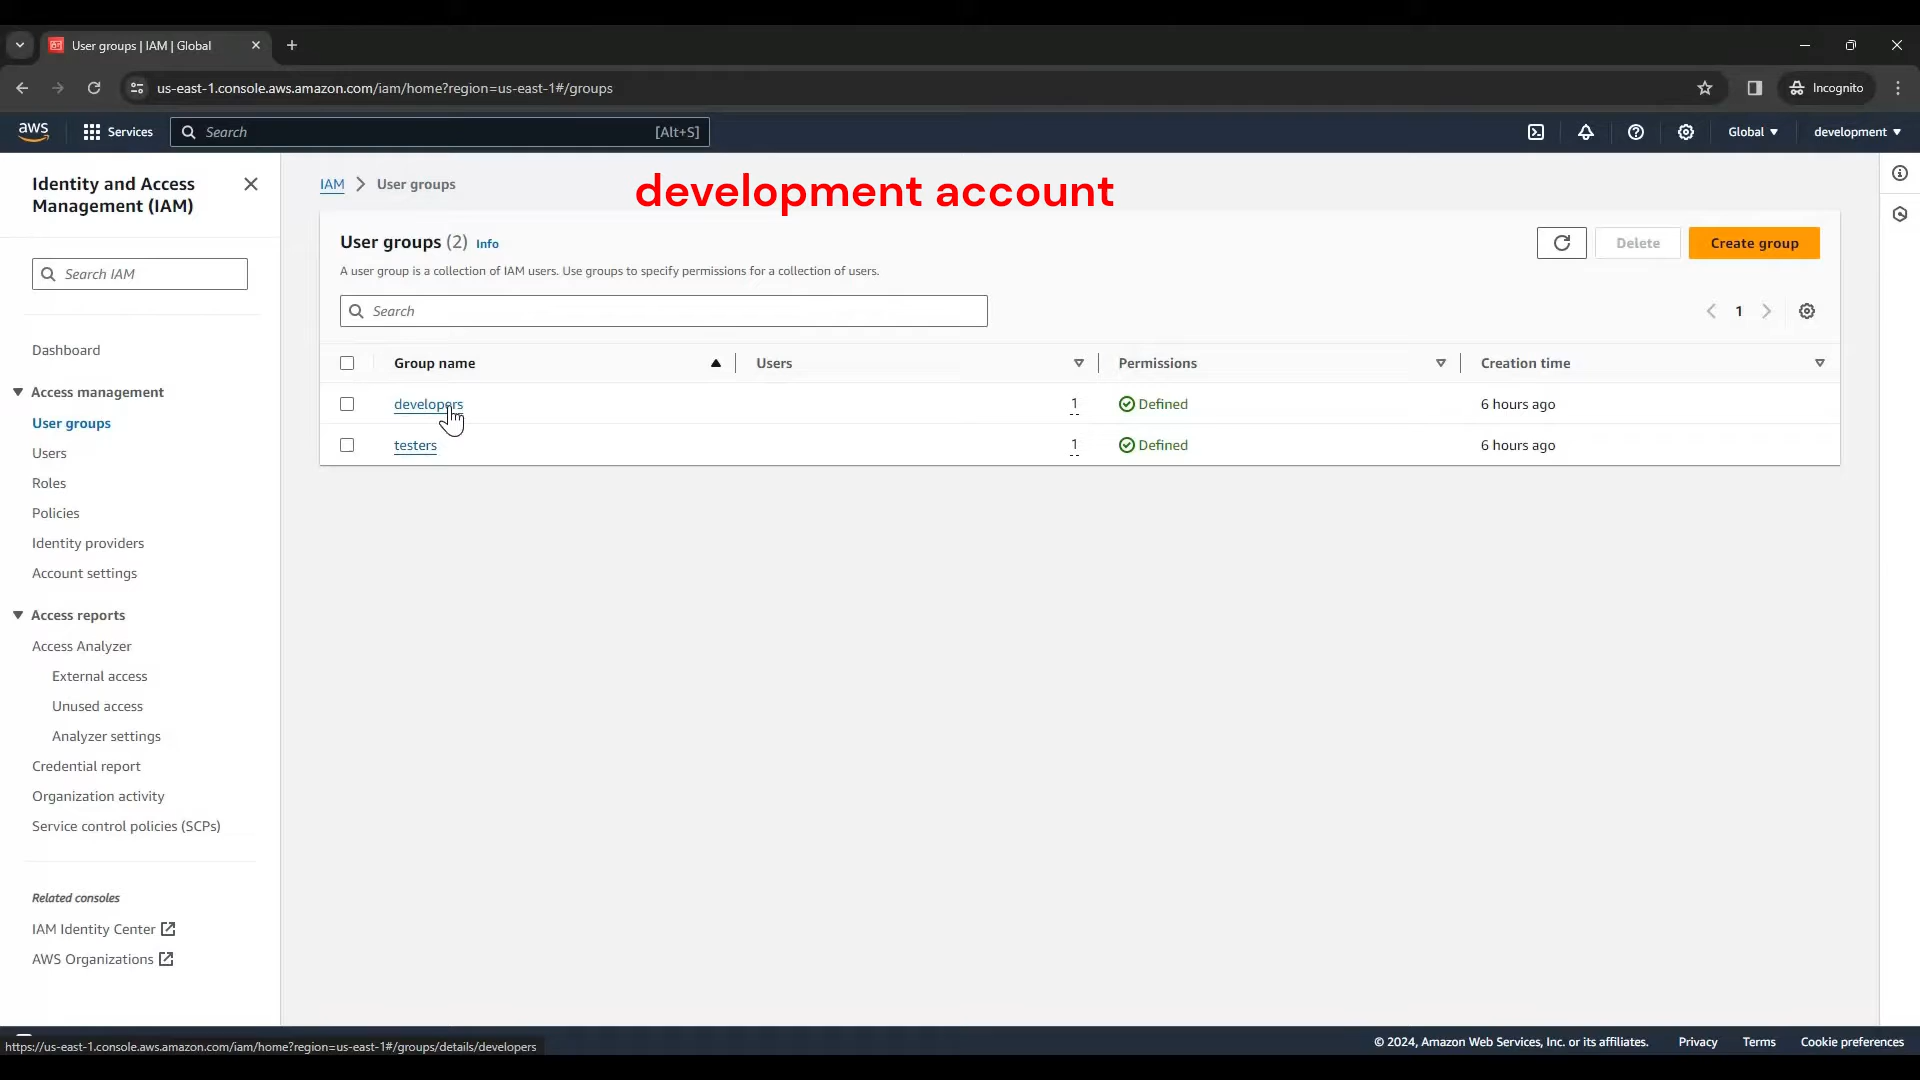 User groups | IAM | Global
us-east-1.console.aws.amazon.com/iam/home?region=us-east-1#/groups
Incognito
aws
Services
Search
[Alt+S]
Global
development
Identity and Access
Management (IAM)
Search IAM
Dashboard
Access management
User groups
Users
Roles
Policies
Identity providers
Account settings
Access reports
Access Analyzer
External access
Unused access
Analyzer settings
Credential report
Organization activity
Service control policies (SCPs)
Related consoles
IAM Identity Center
AWS Organizations
IAM > User groups
development account
User groups (2) Info
A user group is a collection of IAM users. Use groups to specify permissions for a collection of users.
Delete
Create group
Search
1
Group name Users Permissions Creation time
developers 1 Defined 6 hours ago
testers 1 Defined 6 hours ago
https://us-east-1.console.aws.amazon.com/iam/home?region=us-east-1#/groups/details/developers
© 2024, Amazon Web Services, Inc. or its affiliates. Privacy Terms Cookie preferences